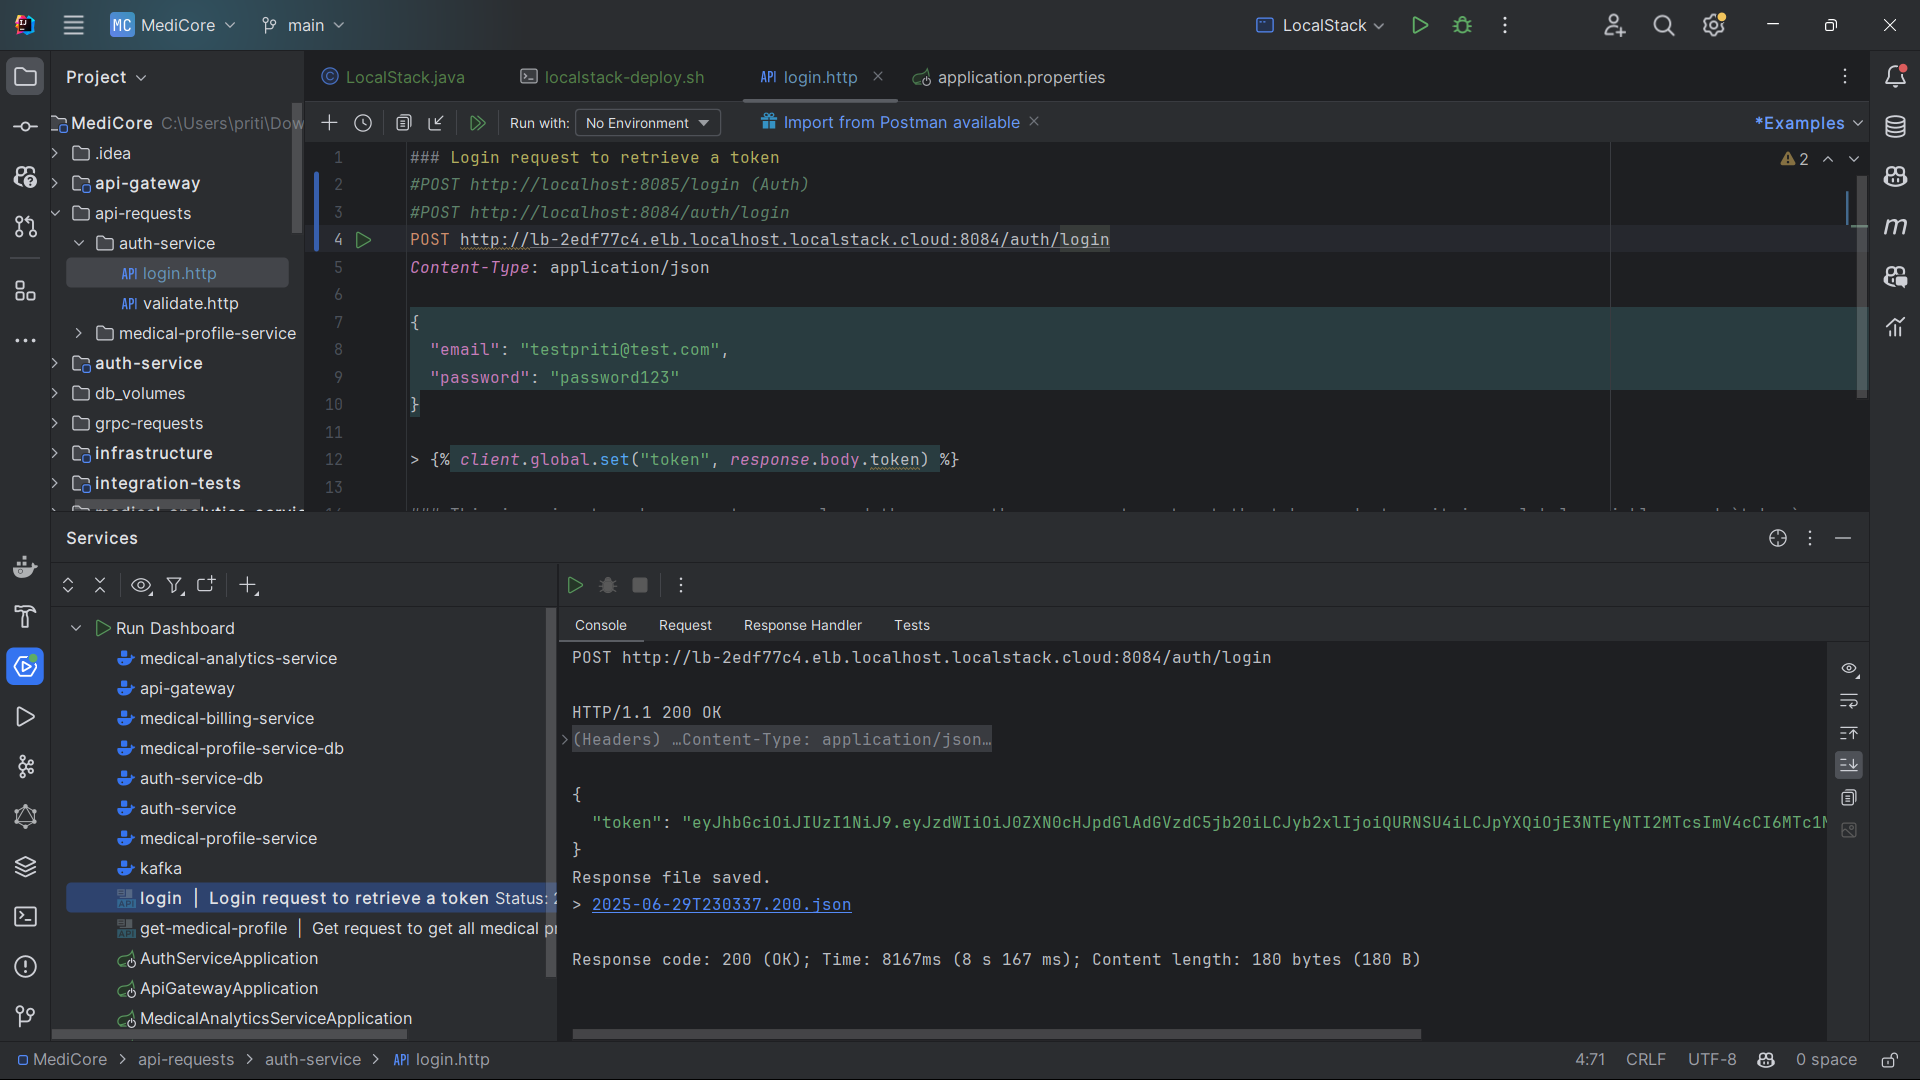 MC MediCore main LocalStack
Project
LocalStack.java localstack-deploy.sh API login.http application.properties
Run with: No Environment Import from Postman available *Examples
MediCore C:\Users\priti\Dow
.idea
api-gateway
api-requests
auth-service
API login.http
API validate.http
medical-profile-service
auth-service
db_volumes
grpc-requests
infrastructure
integration-tests
1 ### Login request to retrieve a token
2 #POST http://localhost:8085/login (Auth)
3 #POST http://localhost:8084/auth/login
4 POST http://lb-2edf77c4.elb.localhost.localstack.cloud:8084/auth/login
5 Content-Type: application/json
6
7 {
8 "email": "testpriti@test.com",
9 "password": "password123"
10 }
11
12 > {% client.global.set("token", response.body.token) %}
13
2
Services
Run Dashboard
medical-analytics-service
api-gateway
medical-billing-service
medical-profile-service-db
auth-service-db
auth-service
medical-profile-service
kafka
API login | Login request to retrieve a token Status: 2
API get-medical-profile | Get request to get all medical pr
AuthServiceApplication
ApiGatewayApplication
MedicalAnalyticsServiceApplication
Console Request Response Handler Tests
POST http://lb-2edf77c4.elb.localhost.localstack.cloud:8084/auth/login
HTTP/1.1 200 OK
(Headers) …Content-Type: application/json…
{
"token": "eyJhbGciOiJIUzI1NiJ9.eyJzdWIiOiJ0ZXN0cHJpdGlAdGVzdC5jb20iLCJyb2xlIjoiQURNSU4iLCJpYXQiOjE3NTEyNTI2MTcsImV4cCI6MTc1M
}
Response file saved.
> 2025-06-29T230337.200.json
Response code: 200 (OK); Time: 8167ms (8 s 167 ms); Content length: 180 bytes (180 B)
MediCore > api-requests > auth-service > API login.http
4:71 CRLF UTF-8 0 space